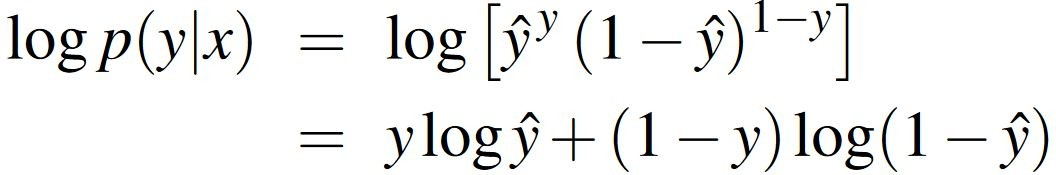 log p(y|x) = log [ŷ^y (1 − ŷ)^{1−y}]
= y log ŷ + (1 − y) log(1 − ŷ)